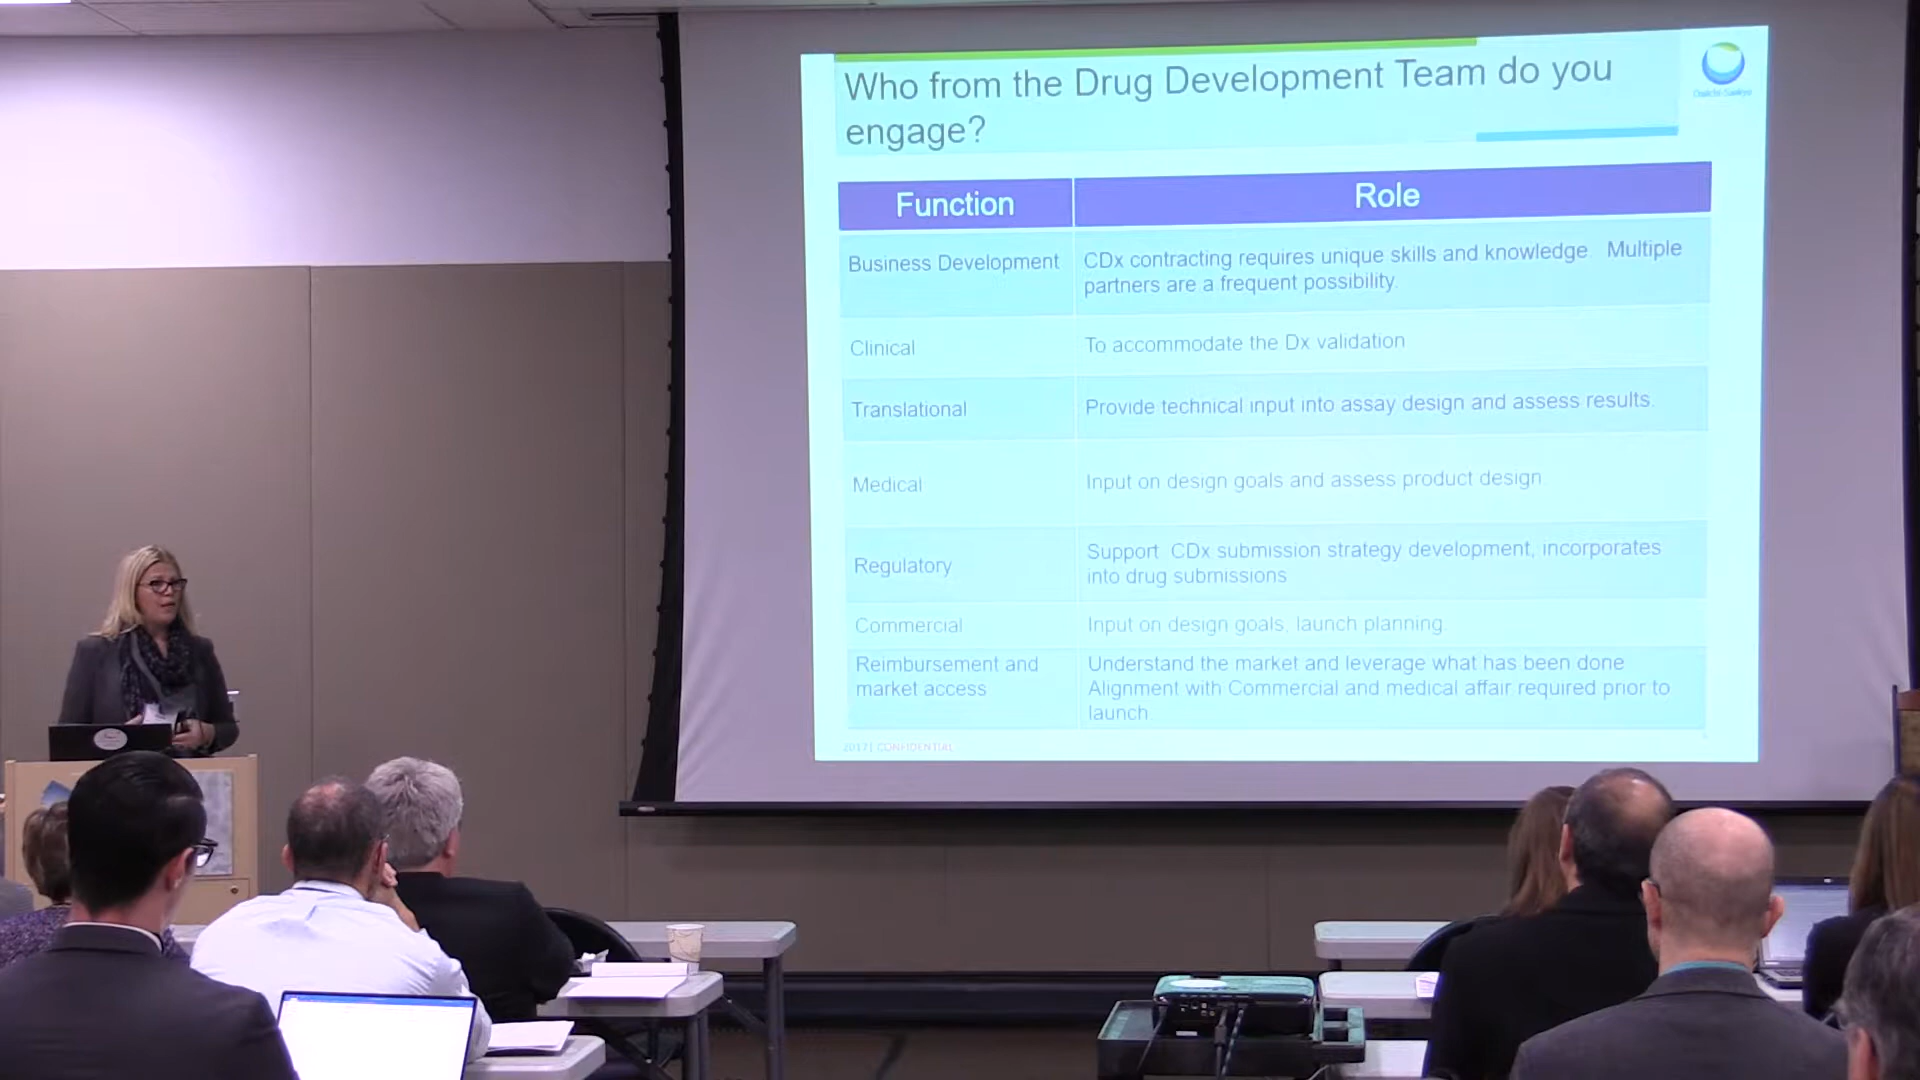 Who from the Drug Development Team do you
engage?
Daiichi-Sankyo
Function
Role
Business Development
CDx contracting requires unique skills and knowledge. Multiple
partners are a frequent possibility.
Clinical
To accommodate the Dx validation
Translational
Provide technical input into assay design and assess results.
Medical
Input on design goals and assess product design
Regulatory
Support CDx submission strategy development, incorporates
into drug submissions
Commercial
Input on design goals, launch planning.
Reimbursement and
market access
Understand the market and leverage what has been done
Alignment with Commercial and medical affair required prior to
launch
2017| CONFIDENTIAL